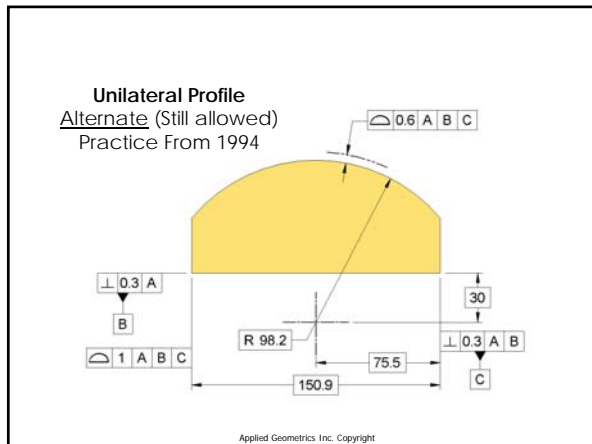 Unilateral Profile
Alternate (Still allowed)
Practice From 1994
⌓ 0.6 A B C
⟂ 0.3 A
B
30
R 98.2
⟂ 0.3 A B
⌓ 1 A B C
75.5
C
150.9
Applied Geometrics Inc. Copyright